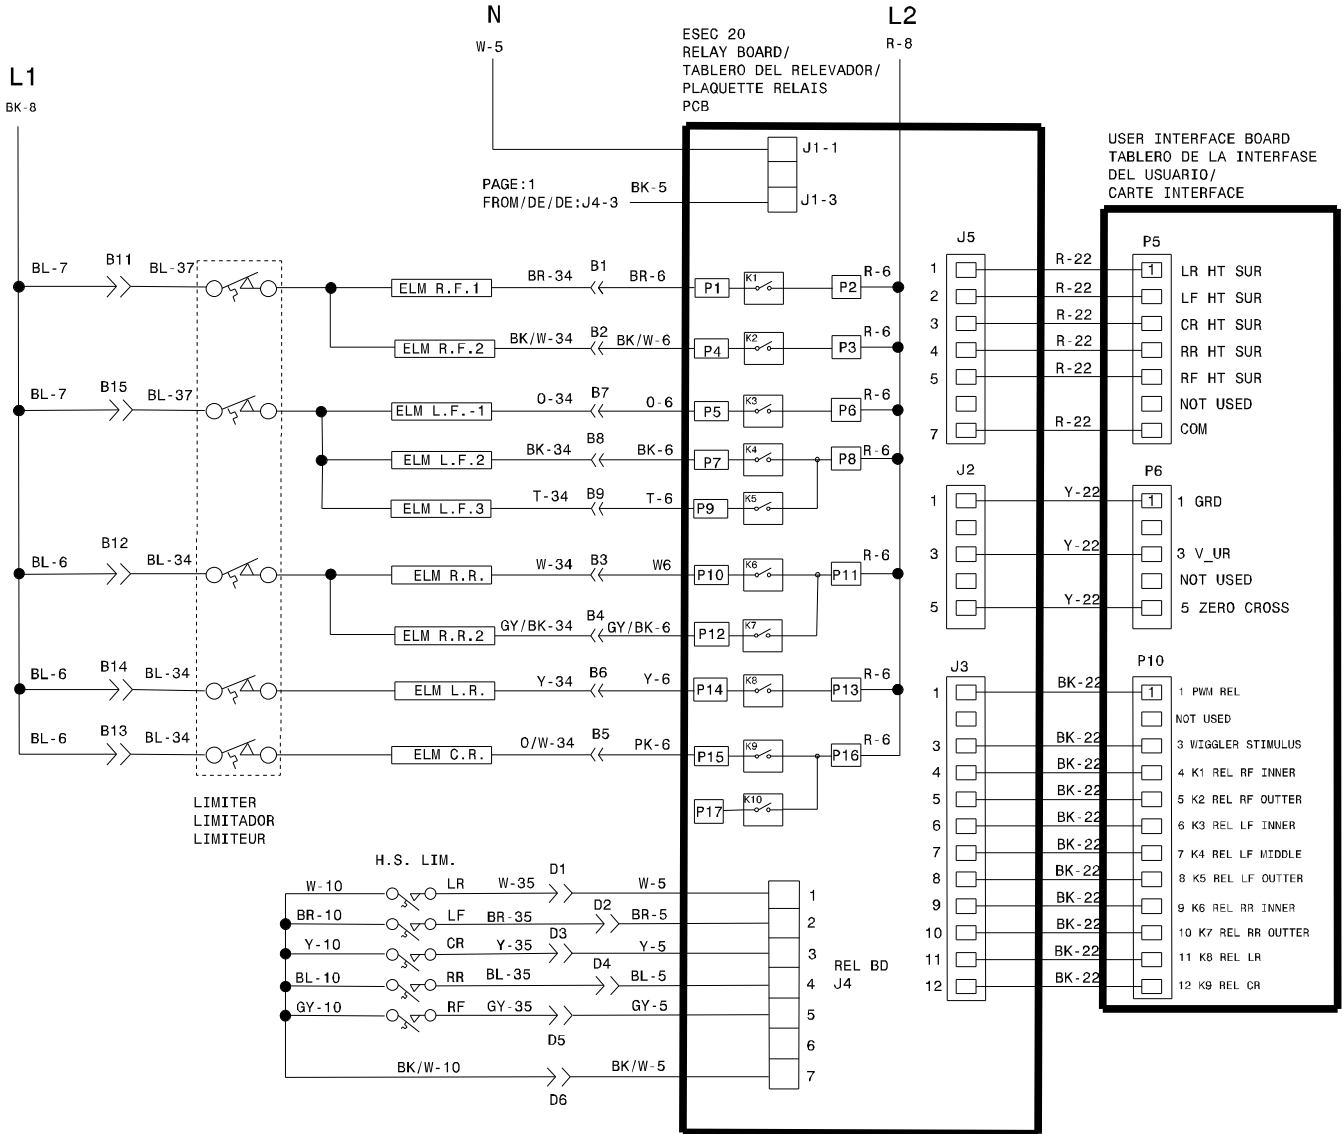 N
W-5
L2
R-8
ESEC 20
RELAY BOARD/
TABLERO DEL RELEVADOR/
PLAQUETTE RELAIS
PCB
L1
BK-8
J1-1
PAGE:1
FROM/DE/DE:J4-3
BK-5
J1-3
USER INTERFACE BOARD
TABLERO DE LA INTERFASE
DEL USUARIO/
CARTE INTERFACE
BL-7 B11 BL-37 ELM R.F.1 BR-34 B1 BR-6 P1 K1 P2 R-6
ELM R.F.2 BK/W-34 B2 BK/W-6 P4 K2 P3 R-6
BL-7 B15 BL-37 ELM L.F.-1 O-34 B7 O-6 P5 K3 P6 R-6
ELM L.F.2 BK-34 B8 BK-6 P7 K4 P8 R-6
ELM L.F.3 T-34 B9 T-6 P9 K5
BL-6 B12 BL-34 ELM R.R. W-34 B3 W6 P10 K6 P11 R-6
ELM R.R.2 GY/BK-34 B4 GY/BK-6 P12 K7
BL-6 B14 BL-34 ELM L.R. Y-34 B6 Y-6 P14 K8 P13 R-6
BL-6 B13 BL-34 ELM C.R. O/W-34 B5 PK-6 P15 K9 P16 R-6
P17 K10
LIMITER
LIMITADOR
LIMITEUR
J5 P5
1 R-22 1 LR HT SUR
2 R-22 LF HT SUR
3 R-22 CR HT SUR
4 R-22 RR HT SUR
5 R-22 RF HT SUR
NOT USED
7 R-22 COM
J2 P6
1 Y-22 1 1 GRD
3 Y-22 3 V_UR
NOT USED
5 Y-22 5 ZERO CROSS
J3 P10
1 BK-22 1 1 PWM REL
NOT USED
3 BK-22 3 WIGGLER STIMULUS
4 BK-22 4 K1 REL RF INNER
5 BK-22 5 K2 REL RF OUTTER
6 BK-22 6 K3 REL LF INNER
7 BK-22 7 K4 REL LF MIDDLE
8 BK-22 8 K5 REL LF OUTTER
9 BK-22 9 K6 REL RR INNER
10 BK-22 10 K7 REL RR OUTTER
11 BK-22 11 K8 REL LR
12 BK-22 12 K9 REL CR
H.S. LIM.
W-10 LR W-35 D1 W-5 1
BR-10 LF BR-35 D2 BR-5 2
Y-10 CR Y-35 D3 Y-5 3
BL-10 RR BL-35 D4 BL-5 4
GY-10 RF GY-35 D5 GY-5 5
6
BK/W-10 D6 BK/W-5 7
REL BD
J4